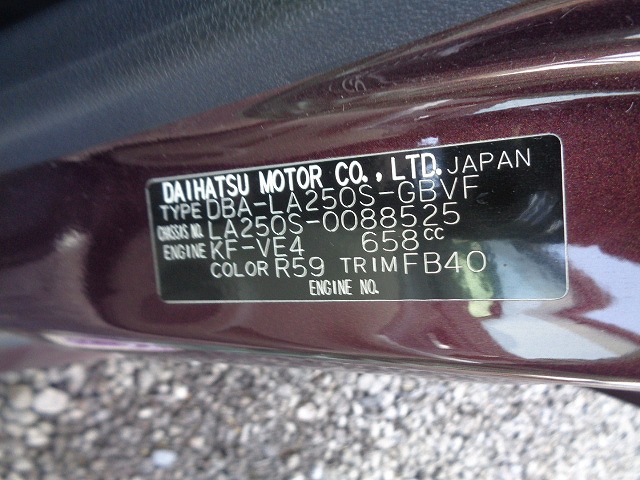 DAIHATSU MOTOR CO., LTD. JAPAN
TYPE DBA-LA250S-GBVF
CHASSIS NO. LA250S-0088525
ENGINE KF-VE4 658cc
COLOR R59 TRIM FB40
ENGINE NO.